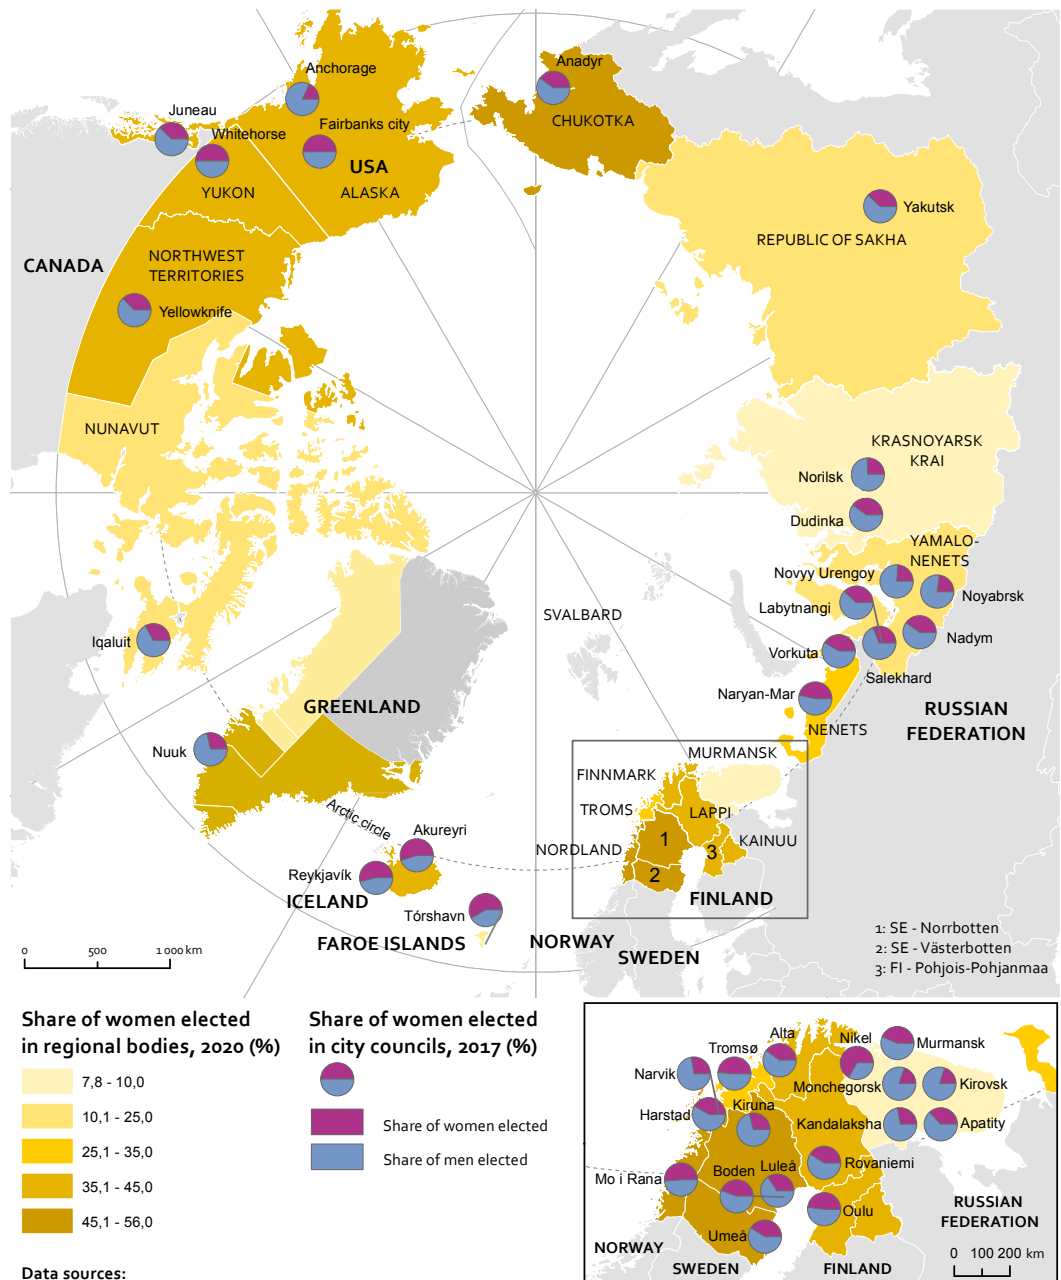 Anchorage
Anadyr
Juneau
Whitehorse
Fairbanks city
CHUKOTKA
USA
YUKON
ALASKA
Yakutsk
REPUBLIC OF SAKHA
CANADA
NORTHWEST
TERRITORIES
Yellowknife
NUNAVUT
KRASNOYARSK
KRAI
Norilsk
Dudinka
YAMALO-
NENETS
Novyy Urengoy
Noyabrsk
Labytnangi
SVALBARD
Iqaluit
Nadym
Vorkuta
Salekhard
Naryan-Mar
GREENLAND
RUSSIAN
FEDERATION
NENETS
Nuuk
MURMANSK
FINNMARK
Arctic circle
TROMS
LAPPI
Akureyri
NORDLAND
1
KAINUU
3
2
Reykjavík
ICELAND
FINLAND
Tórshavn
FAROE ISLANDS
NORWAY
SWEDEN
1: SE - Norrbotten
2: SE - Västerbotten
3: FI - Pohjois-Pohjanmaa
0 500 1 000 km
Share of women elected
in regional bodies, 2020 (%)
7,8 - 10,0
10,1 - 25,0
25,1 - 35,0
35,1 - 45,0
45,1 - 56,0
Data sources:
Share of women elected
in city councils, 2017 (%)
Share of women elected
Share of men elected
Alta
Nikel
Murmansk
Tromsø
Narvik
Monchegorsk
Kirovsk
Harstad
Kiruna
Kandalaksha
Apatity
Boden
Luleå
Rovaniemi
Mo i Rana
Oulu
RUSSIAN
FEDERATION
Umeå
NORWAY
0 100 200 km
SWEDEN
FINLAND